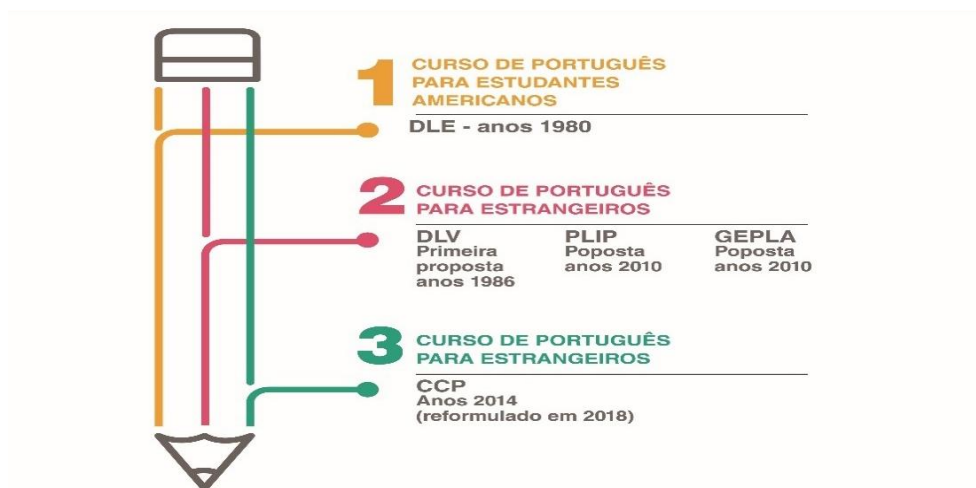 1
CURSO DE PORTUGUÊS
PARA ESTUDANTES
AMERICANOS
DLE - anos 1980
2
CURSO DE PORTUGUÊS
PARA ESTRANGEIROS
DLV
Primeira
proposta
anos 1986
PLIP
Poposta
anos 2010
GEPLA
Poposta
anos 2010
3
CURSO DE PORTUGUÊS
PARA ESTRANGEIROS
CCP
Anos 2014
(reformulado em 2018)